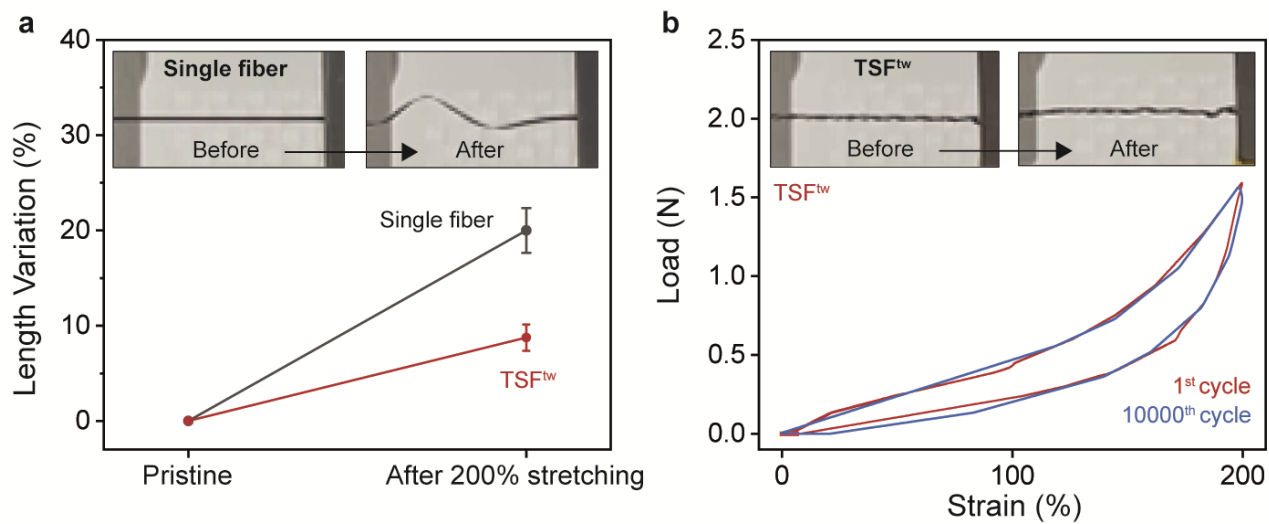 a
40
30
20
10
0
Length Variation (%)
Single fiber
Before
After
Single fiber
TSFᵗʷ
Pristine
After 200% stretching
b
2.5
2.0
1.5
1.0
0.5
0.0
Load (N)
TSFᵗʷ
Before
After
TSFᵗʷ
1ˢᵗ cycle
10000ᵗʰ cycle
0
100
200
Strain (%)